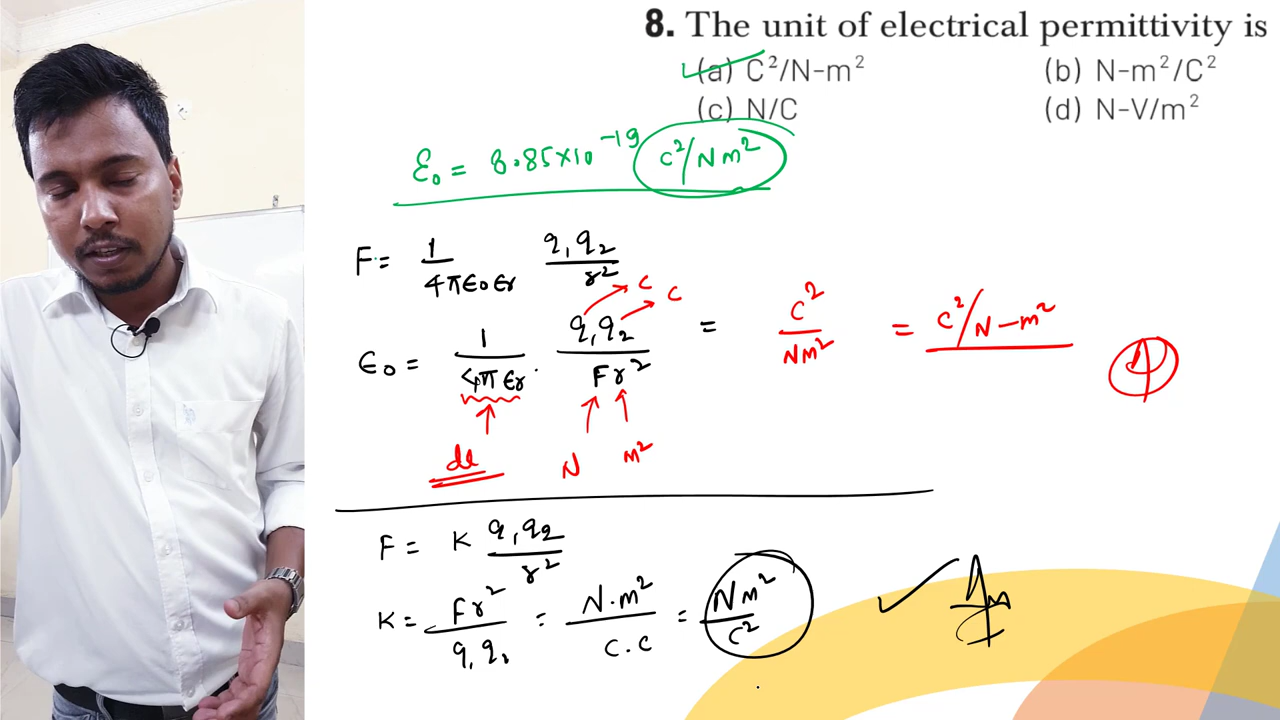 8. The unit of electrical permittivity is
(a) C²/N-m² (b) N-m²/C²
(c) N/C (d) N-V/m²
ε₀ = 8.85×10⁻¹⁹ C²/Nm²
F = 1/4πε₀εr q₁q₂/r²
C
C
ε₀ = 1/4πεr · q₁q₂/Fr² = C²/Nm² = C²/N-m²
N m²
F = K q₁q₂/r²
K = Fr²/q₁q₂ = N.m²/C.C = Nm²/C²